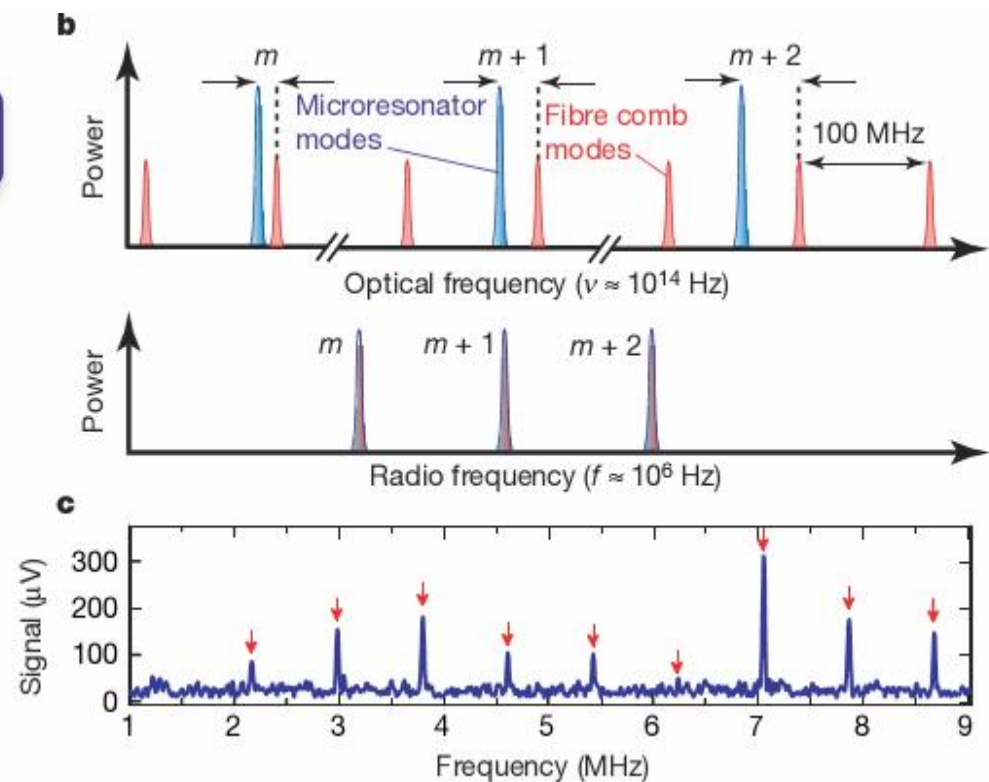 b
m
m + 1
m + 2
Microresonator
modes
Fibre comb
modes
100 MHz
Power
Optical frequency (ν ≈ 10¹⁴ Hz)
m
m + 1
m + 2
Power
Radio frequency (f ≈ 10⁶ Hz)
c
300
200
100
0
Signal (μV)
1 2 3 4 5 6 7 8 9
Frequency (MHz)